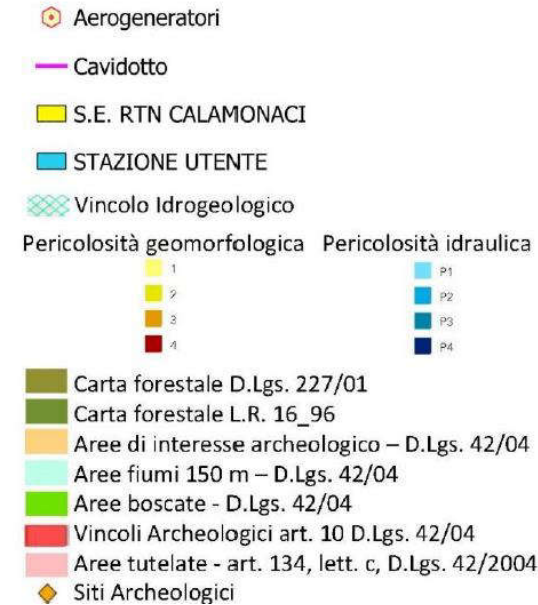 Aerogeneratori
Cavidotto
S.E. RTN CALAMONACI
STAZIONE UTENTE
Vincolo Idrogeologico
Pericolosità geomorfologica Pericolosità idraulica
1 P1
2 P2
3 P3
4 P4
Carta forestale D.Lgs. 227/01
Carta forestale L.R. 16_96
Aree di interesse archeologico – D.Lgs. 42/04
Aree fiumi 150 m – D.Lgs. 42/04
Aree boscate - D.Lgs. 42/04
Vincoli Archeologici art. 10 D.Lgs. 42/04
Aree tutelate - art. 134, lett. c, D.Lgs. 42/2004
Siti Archeologici